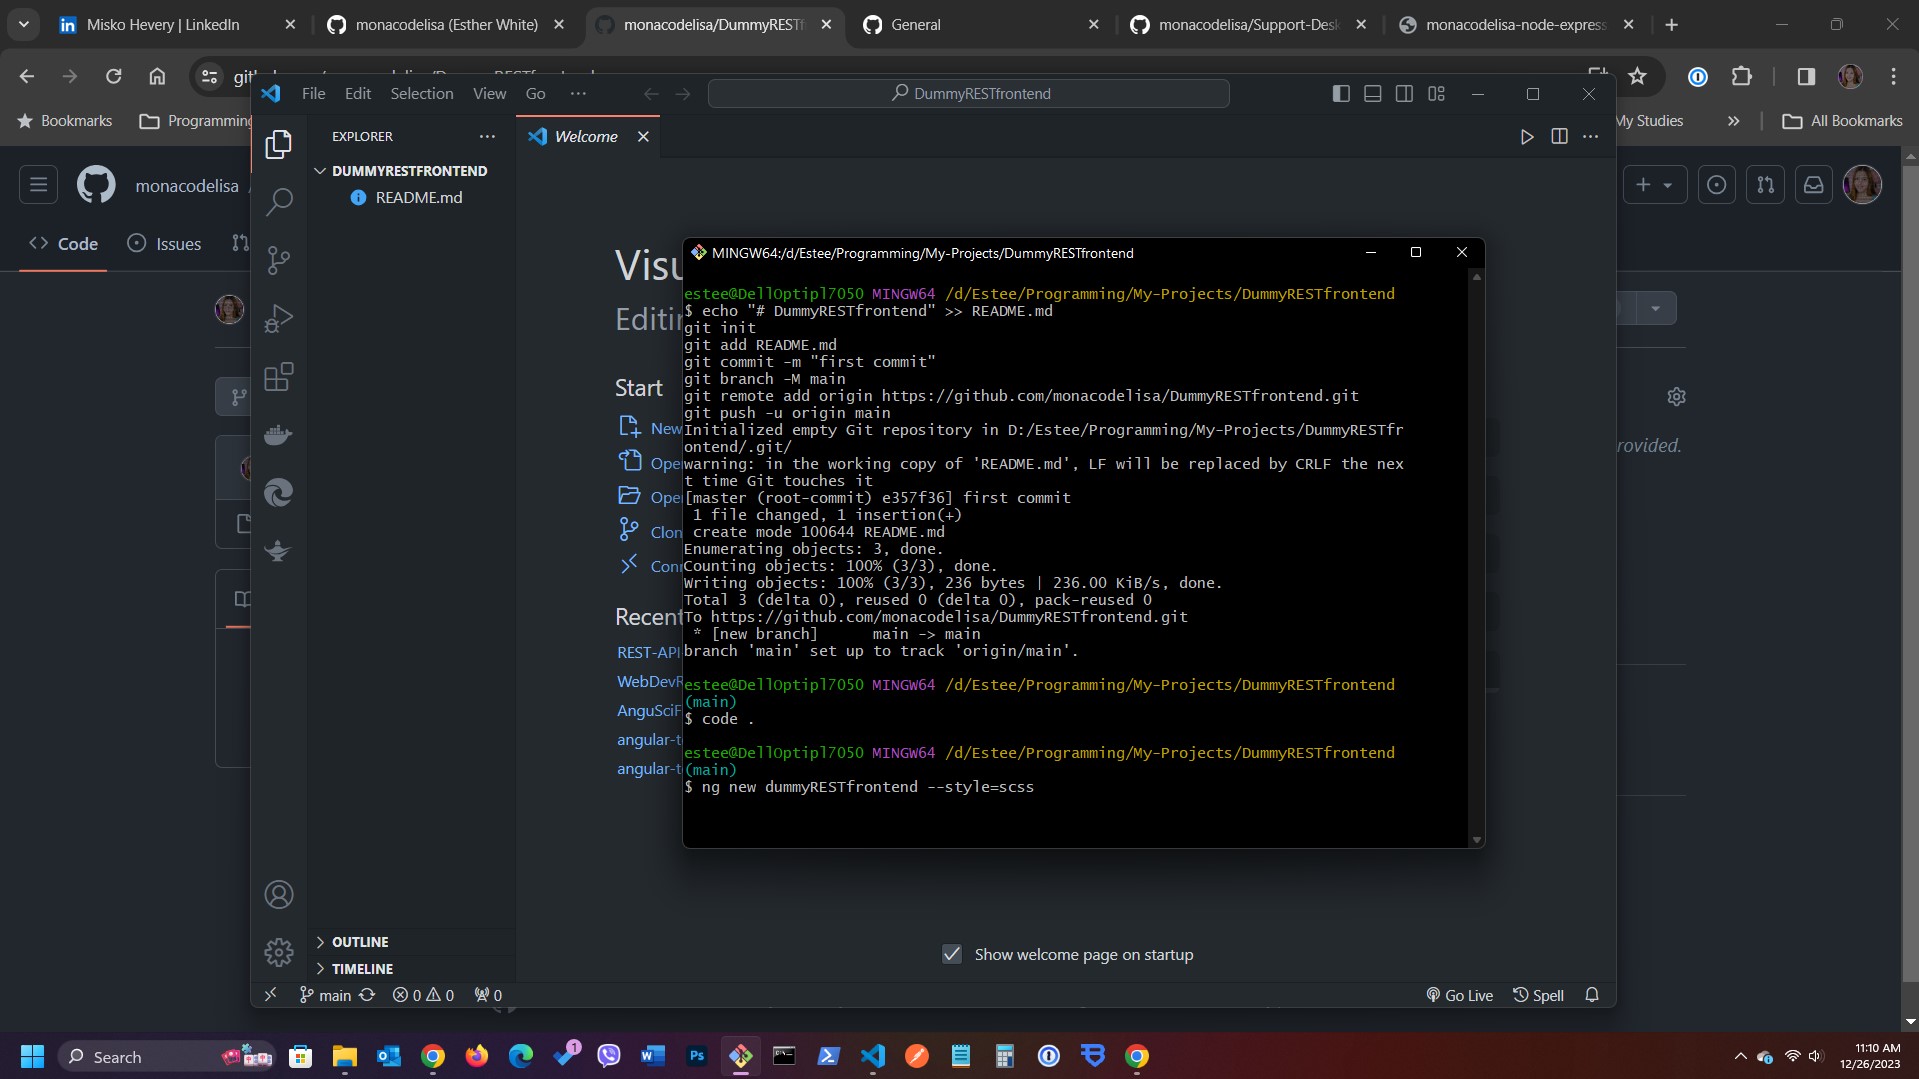 Misko Hevery | LinkedIn
monacodelisa (Esther White)
monacodelisa/DummyRESTf
General
monacodelisa/Support-Desk
monacodelisa-node-express
Bookmarks
Programming
My Studies
»
All Bookmarks
File Edit Selection View Go ···
DummyRESTfrontend
EXPLORER
Welcome
DUMMYRESTFRONTEND
README.md
monacodelisa /
Code
Issues
Visu
Editin
Start
New
Ope
Ope
Clon
Conn
Recent
REST-API
WebDevR
AnguSciF
angular-t
angular-t
rovided.
MINGW64:/d/Estee/Programming/My-Projects/DummyRESTfrontend
estee@DellOptipl7050 MINGW64 /d/Estee/Programming/My-Projects/DummyRESTfrontend
$ echo "# DummyRESTfrontend" >> README.md
git init
git add README.md
git commit -m "first commit"
git branch -M main
git remote add origin https://github.com/monacodelisa/DummyRESTfrontend.git
git push -u origin main
Initialized empty Git repository in D:/Estee/Programming/My-Projects/DummyRESTfr
ontend/.git/
warning: in the working copy of 'README.md', LF will be replaced by CRLF the nex
t time Git touches it
[master (root-commit) e357f36] first commit
1 file changed, 1 insertion(+)
create mode 100644 README.md
Enumerating objects: 3, done.
Counting objects: 100% (3/3), done.
Writing objects: 100% (3/3), 236 bytes | 236.00 KiB/s, done.
Total 3 (delta 0), reused 0 (delta 0), pack-reused 0
To https://github.com/monacodelisa/DummyRESTfrontend.git
* [new branch]      main -> main
branch 'main' set up to track 'origin/main'.
estee@DellOptipl7050 MINGW64 /d/Estee/Programming/My-Projects/DummyRESTfrontend
(main)
$ code .
estee@DellOptipl7050 MINGW64 /d/Estee/Programming/My-Projects/DummyRESTfrontend
(main)
$ ng new dummyRESTfrontend --style=scss
Show welcome page on startup
OUTLINE
TIMELINE
main
0
0
0
Go Live
Spell
Search
1
Ps
11:10 AM
12/26/2023